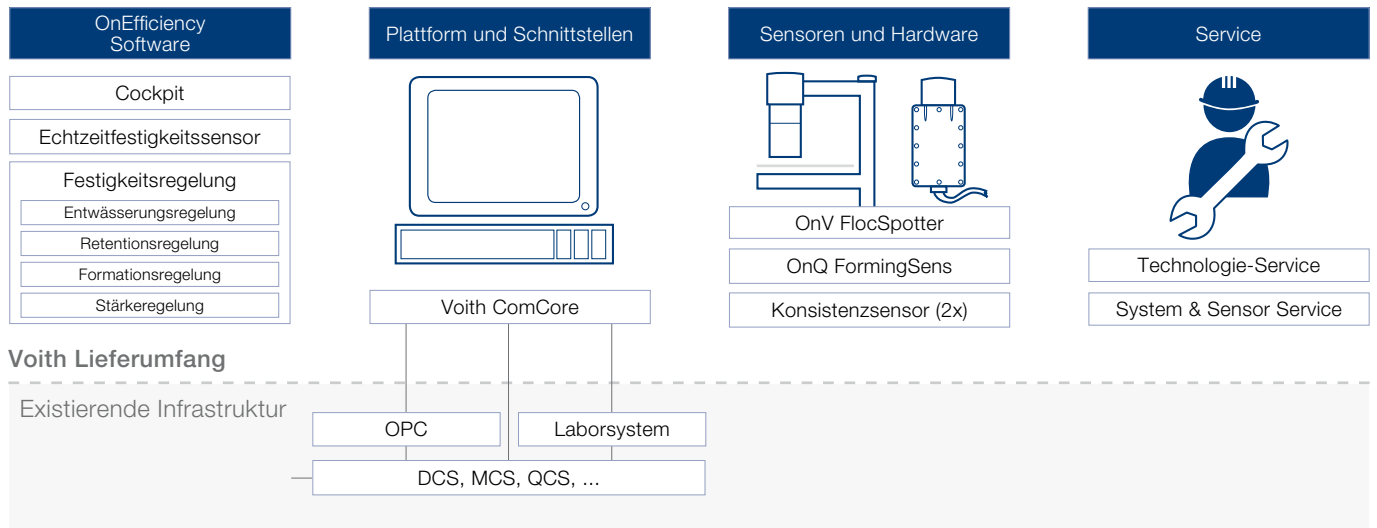 OnEfficiency
Software
Cockpit
Echtzeitfestigkeitssensor
Festigkeitsregelung
Entwässerungsregelung
Retentionsregelung
Formationsregelung
Stärkeregelung
Plattform und Schnittstellen
Voith ComCore
Sensoren und Hardware
OnV FlocSpotter
OnQ FormingSens
Konsistenzsensor (2x)
Service
Technologie-Service
System & Sensor Service
Voith Lieferumfang
Existierende Infrastruktur
OPC
Laborsystem
DCS, MCS, QCS, ...